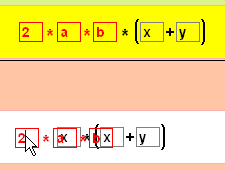 2 * a * b * (x + y)
2 * a * b (x + y)